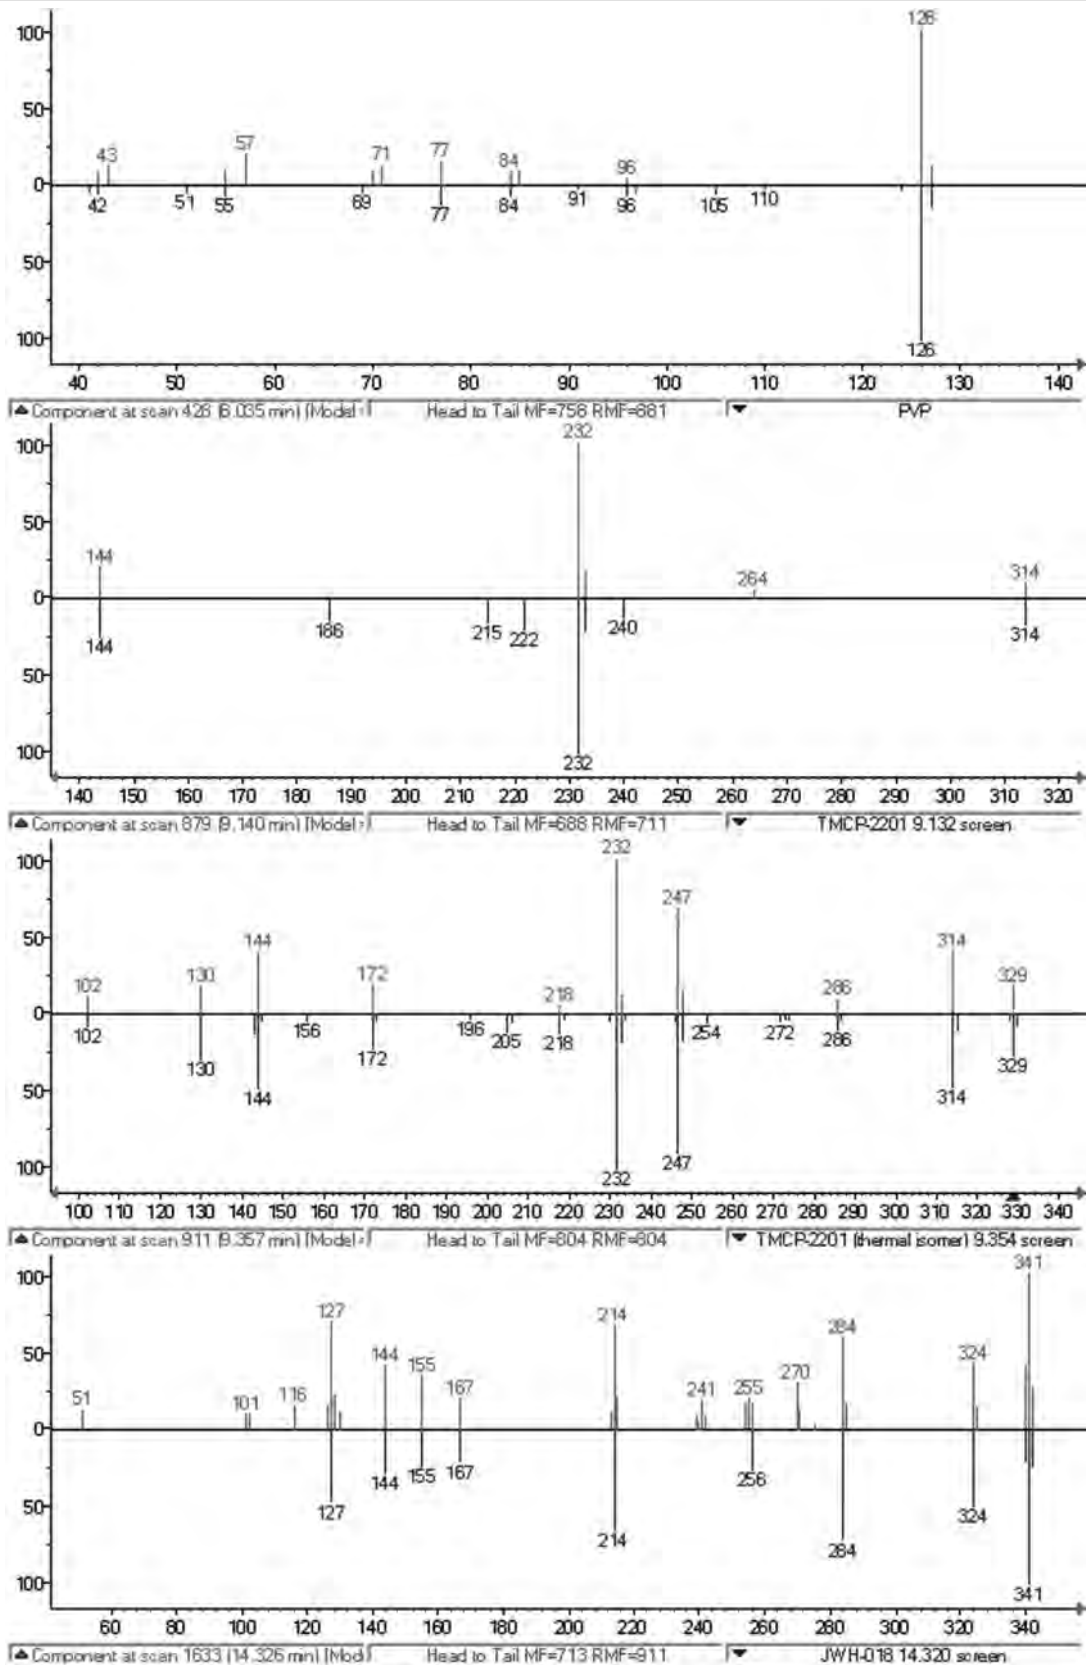 100 126
50
57
43 71 77 84 96
0
42 51 55 69 77 84 91 96 105 110
50
100 126
40 50 60 70 80 90 100 110 120 130 140
Component at scan 428 (6.035 min) [Model Head to Tail MF=758 RMF=881 PVP
232
100
50
144 264 314
0
144 186 215 222 240 314
50
100 232
140 150 160 170 180 190 200 210 220 230 240 250 260 270 280 290 300 310 320
Component at scan 879 (9.140 min) [Model Head to Tail MF=688 RMF=711 TMCP-2201 9.132 screen
232
100
247
50
144 314
102 130 172 218 286 329
0
102 130 156 172 196 205 218 254 272 286 329
50
144 314
100 232 247
100 110 120 130 140 150 160 170 180 190 200 210 220 230 240 250 260 270 280 290 300 310 320 330 340
Component at scan 911 (9.357 min) [Model Head to Tail MF=804 RMF=804 TMCP-2201 (thermal isomer) 9.354 screen
341
100
127 214 284
50
144 155 324
51 101 116 167 241 255 270
0
144 155 167 256
50
127 214 284 324
100 341
60 80 100 120 140 160 180 200 220 240 260 280 300 320 340
Component at scan 1633 (14.326 min) [Mod Head to Tail MF=713 RMF=911 JWH-018 14.320 screen